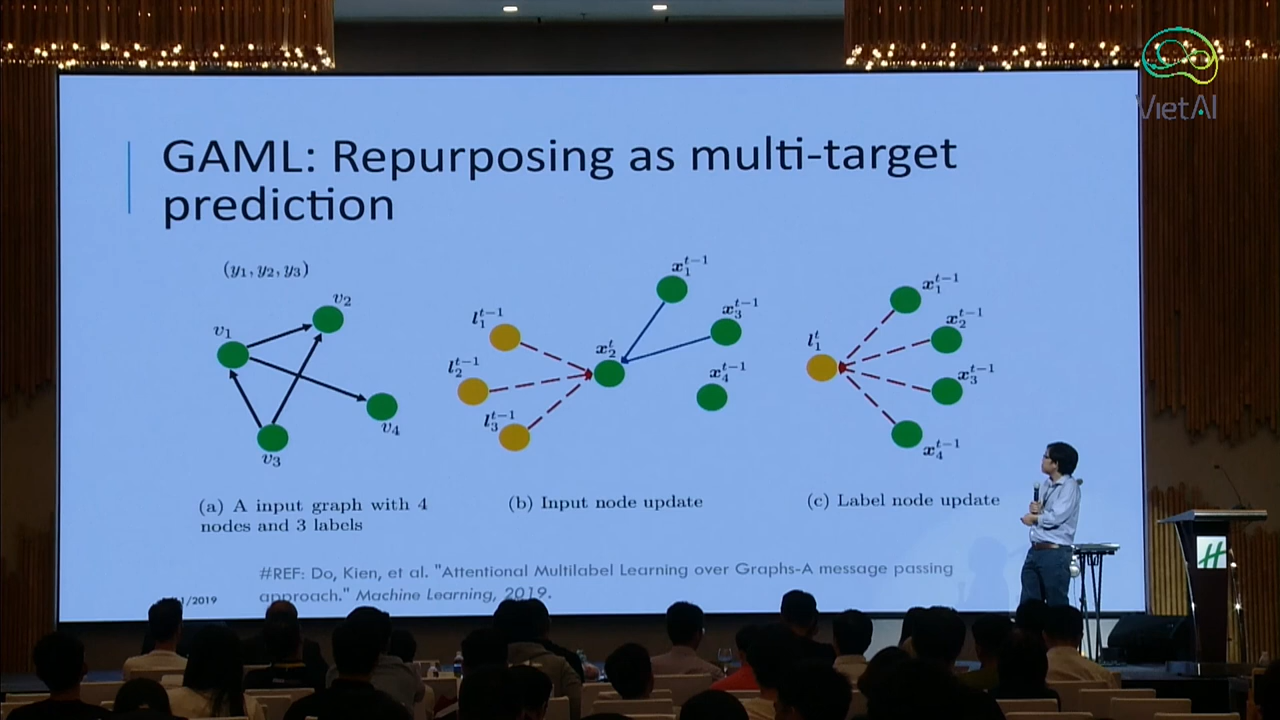 VietAI
GAML: Repurposing as multi-target
prediction
(y₁, y₂, y₃)
v₁
v₂
v₃
v₄
(a) A input graph with 4
nodes and 3 labels
l₁ᵗ⁻¹
l₂ᵗ⁻¹
l₃ᵗ⁻¹
x₂ᵗ
x₁ᵗ⁻¹
x₃ᵗ⁻¹
x₄ᵗ⁻¹
(b) Input node update
l₁ᵗ
x₁ᵗ⁻¹
x₂ᵗ⁻¹
x₃ᵗ⁻¹
x₄ᵗ⁻¹
(c) Label node update
#REF: Do, Kien, et al. "Attentional Multilabel Learning over Graphs-A message passing
approach." Machine Learning, 2019.
1/2019
H